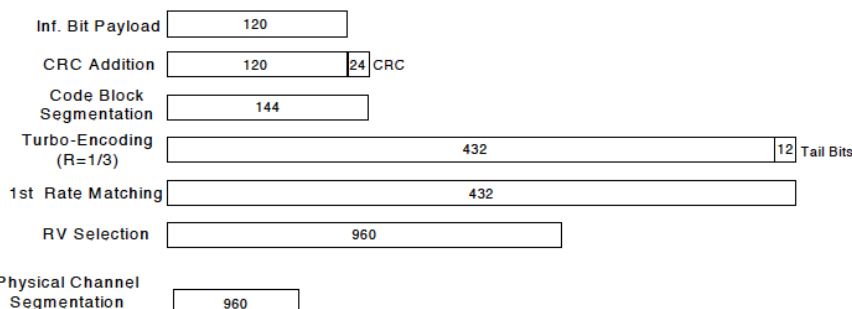 Inf. Bit Payload 120
CRC Addition 120 24 CRC
Code Block
Segmentation 144
Turbo-Encoding
(R=1/3) 432 12 Tail Bits
1st Rate Matching 432
RV Selection 960
Physical Channel
Segmentation 960